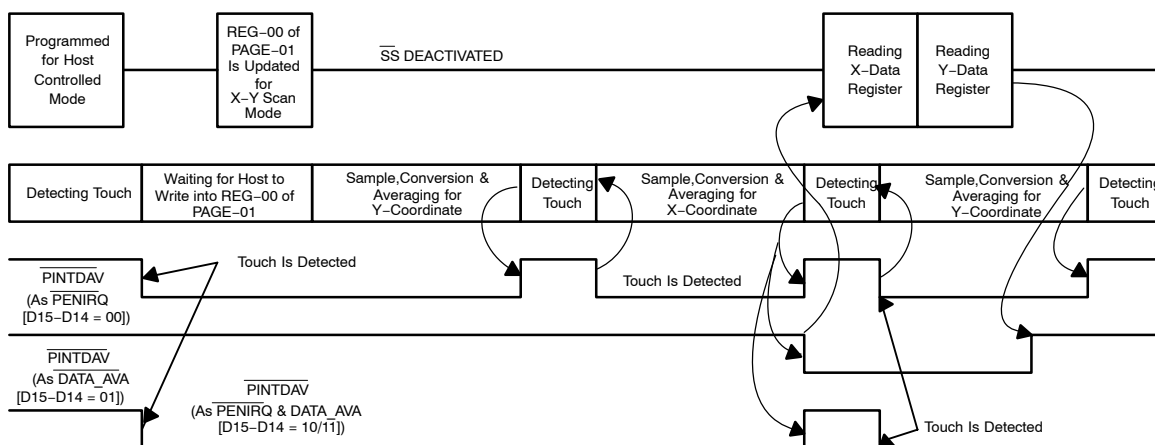 Programmed
for Host
Controlled
Mode
REG−00 of
PAGE−01
Is Updated
for
X−Y Scan
Mode
SS DEACTIVATED
Reading
X−Data
Register
Reading
Y−Data
Register
Detecting Touch
Waiting for Host to
Write into REG−00 of
PAGE−01
Sample,Conversion &
Averaging for
Y−Coordinate
Detecting
Touch
Sample,Conversion &
Averaging for
X−Coordinate
Detecting
Touch
Sample,Conversion &
Averaging for
Y−Coordinate
Detecting
Touch
PINTDAV
(As PENIRQ
[D15−D14 = 00])
Touch Is Detected
Touch Is Detected
PINTDAV
(As DATA_AVA
[D15−D14 = 01])
PINTDAV
(As PENIRQ & DATA_AVA
[D15−D14 = 10/11])
Touch Is Detected